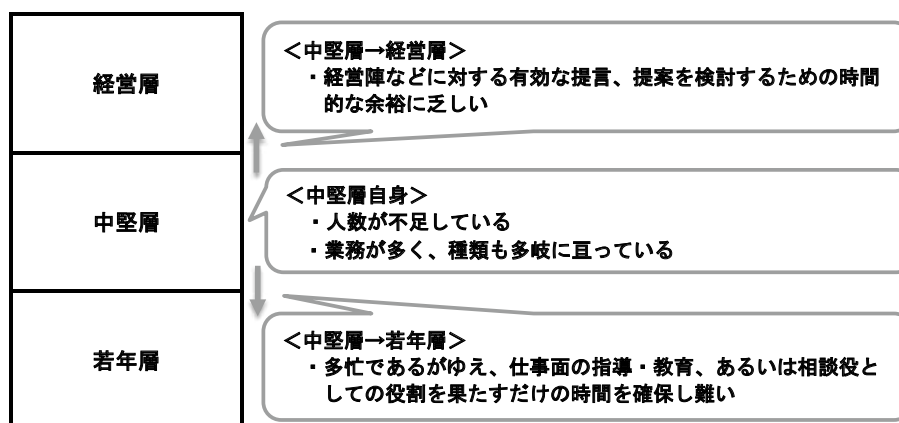 経営層
＜中堅層→経営層＞
・経営陣などに対する有効な提言、提案を検討するための時間
的な余裕に乏しい
中堅層
＜中堅層自身＞
・人数が不足している
・業務が多く、種類も多岐に亘っている
若年層
＜中堅層→若年層＞
・多忙であるがゆえ、仕事面の指導・教育、あるいは相談役と
しての役割を果たすだけの時間を確保し難い